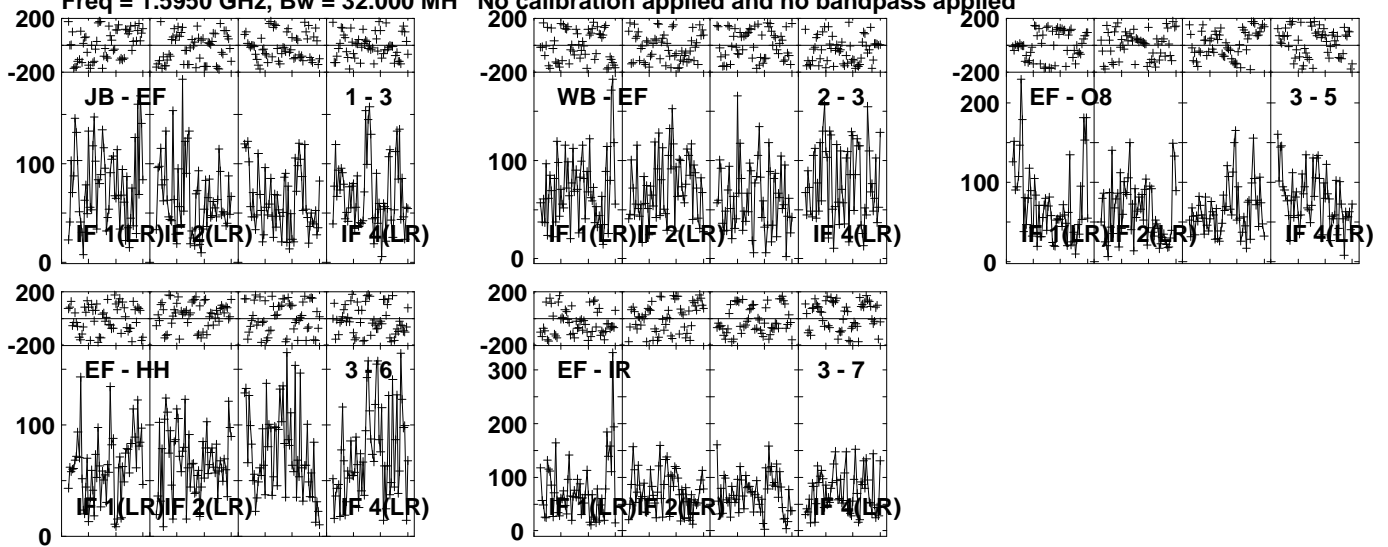 Freq = 1.5950 GHz, Bw = 32.000 MH No calibration applied and no bandpass applied
200
-200
JB - EF 1 - 3
100
IF 1(LR) IF 2(LR) IF 4(LR)
0
200
-200
WB - EF 2 - 3
100
IF 1(LR) IF 2(LR) IF 4(LR)
0
200
-200
EF - O8 3 - 5
200
100
IF 1(LR) IF 2(LR) IF 4(LR)
0
200
-200
EF - HH 3 - 6
100
IF 1(LR) IF 2(LR) IF 4(LR)
0
200
-200
EF - IR 3 - 7
300
200
100
IF 1(LR) IF 2(LR) IF 4(LR)
0